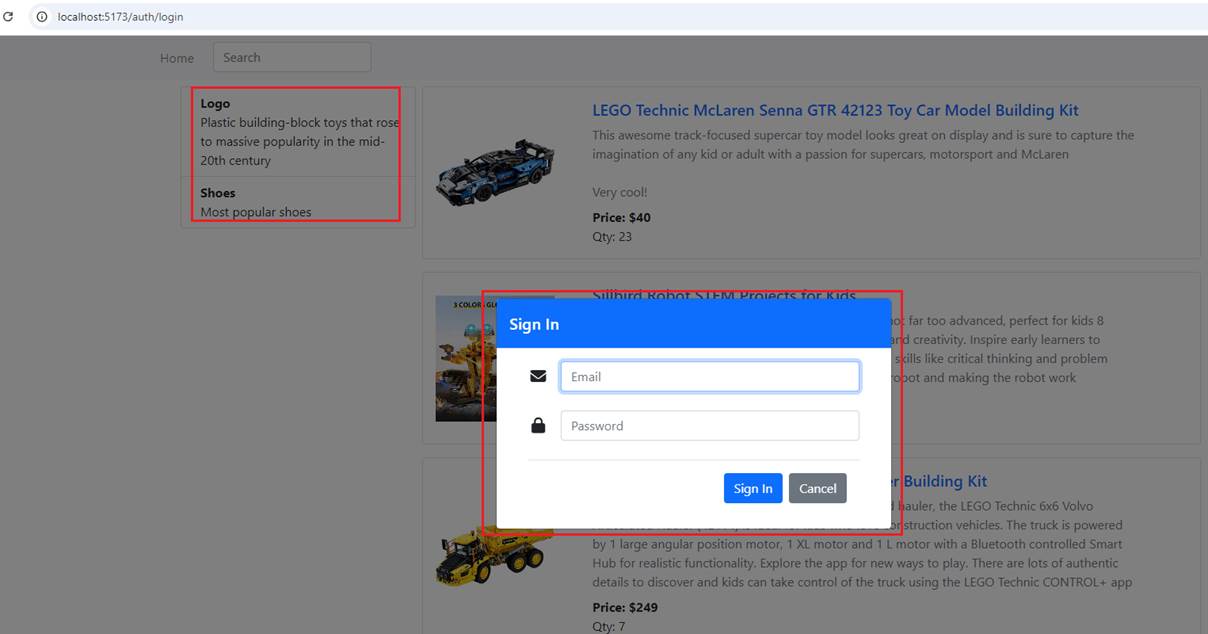 localhost:5173/auth/login
Home
Search
Logo
Plastic building-block toys that rose
to massive popularity in the mid-
20th century
Shoes
Most popular shoes
LEGO Technic McLaren Senna GTR 42123 Toy Car Model Building Kit
This awesome track-focused supercar toy model looks great on display and is sure to capture the
imagination of any kid or adult with a passion for supercars, motorsport and McLaren
Very cool!
Price: $40
Qty: 23
3 COLOR
Sillbird Robot STEM Projects for Kids
not far too advanced, perfect for kids 8
and creativity. Inspire early learners to
skills like critical thinking and problem
robot and making the robot work
Sign In
Email
Password
Sign In
Cancel
Building Kit
hauler, the LEGO Technic 6x6 Volvo
construction vehicles. The truck is powered
by 1 large angular position motor, 1 XL motor and 1 L motor with a Bluetooth controlled Smart
Hub for realistic functionality. Explore the app for new ways to play. There are lots of authentic
details to discover and kids can take control of the truck using the LEGO Technic CONTROL+ app
Price: $249
Qty: 7